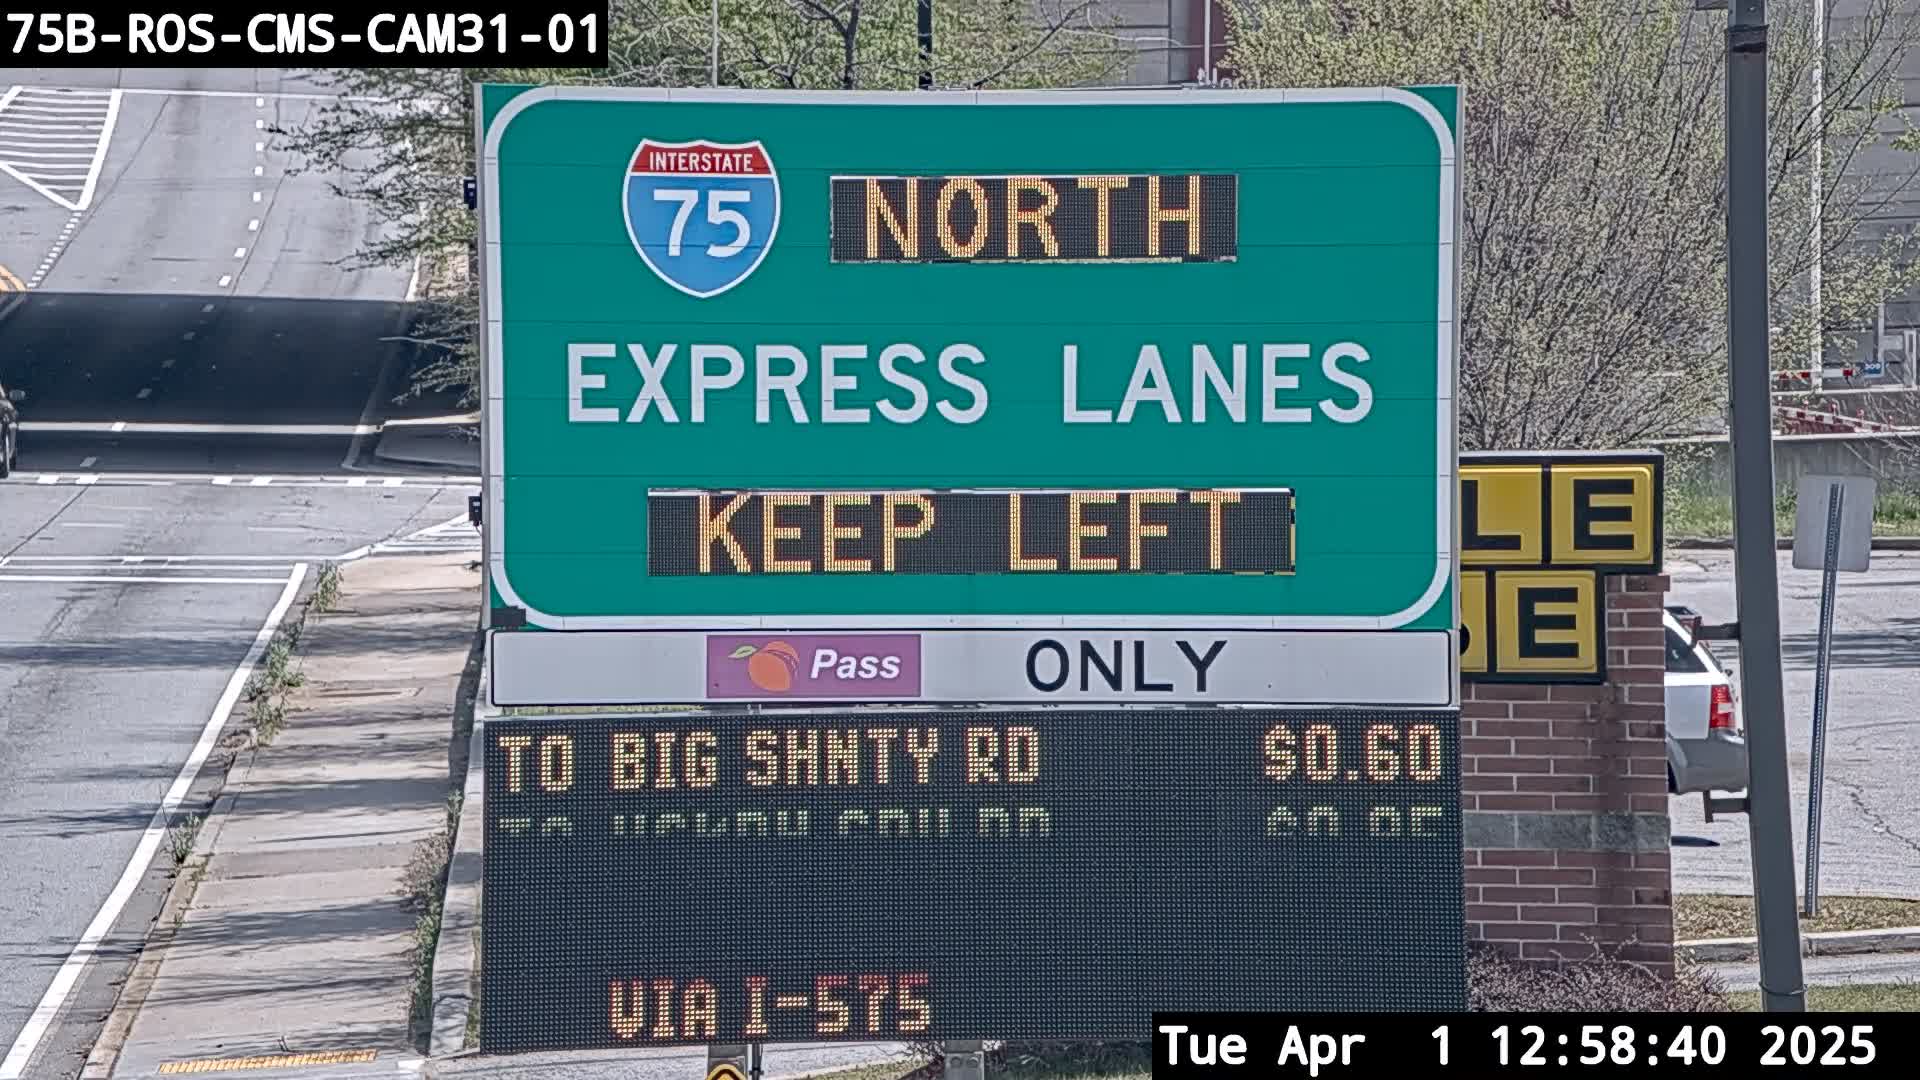 75B-ROS-CMS-CAM31-01
INTERSTATE
75
NORTH
EXPRESS LANES
KEEP LEFT
LE
E
Pass ONLY
TO BIG SHNTY RD $0.60
VIA I-575
Tue Apr 1 12:58:40 2025